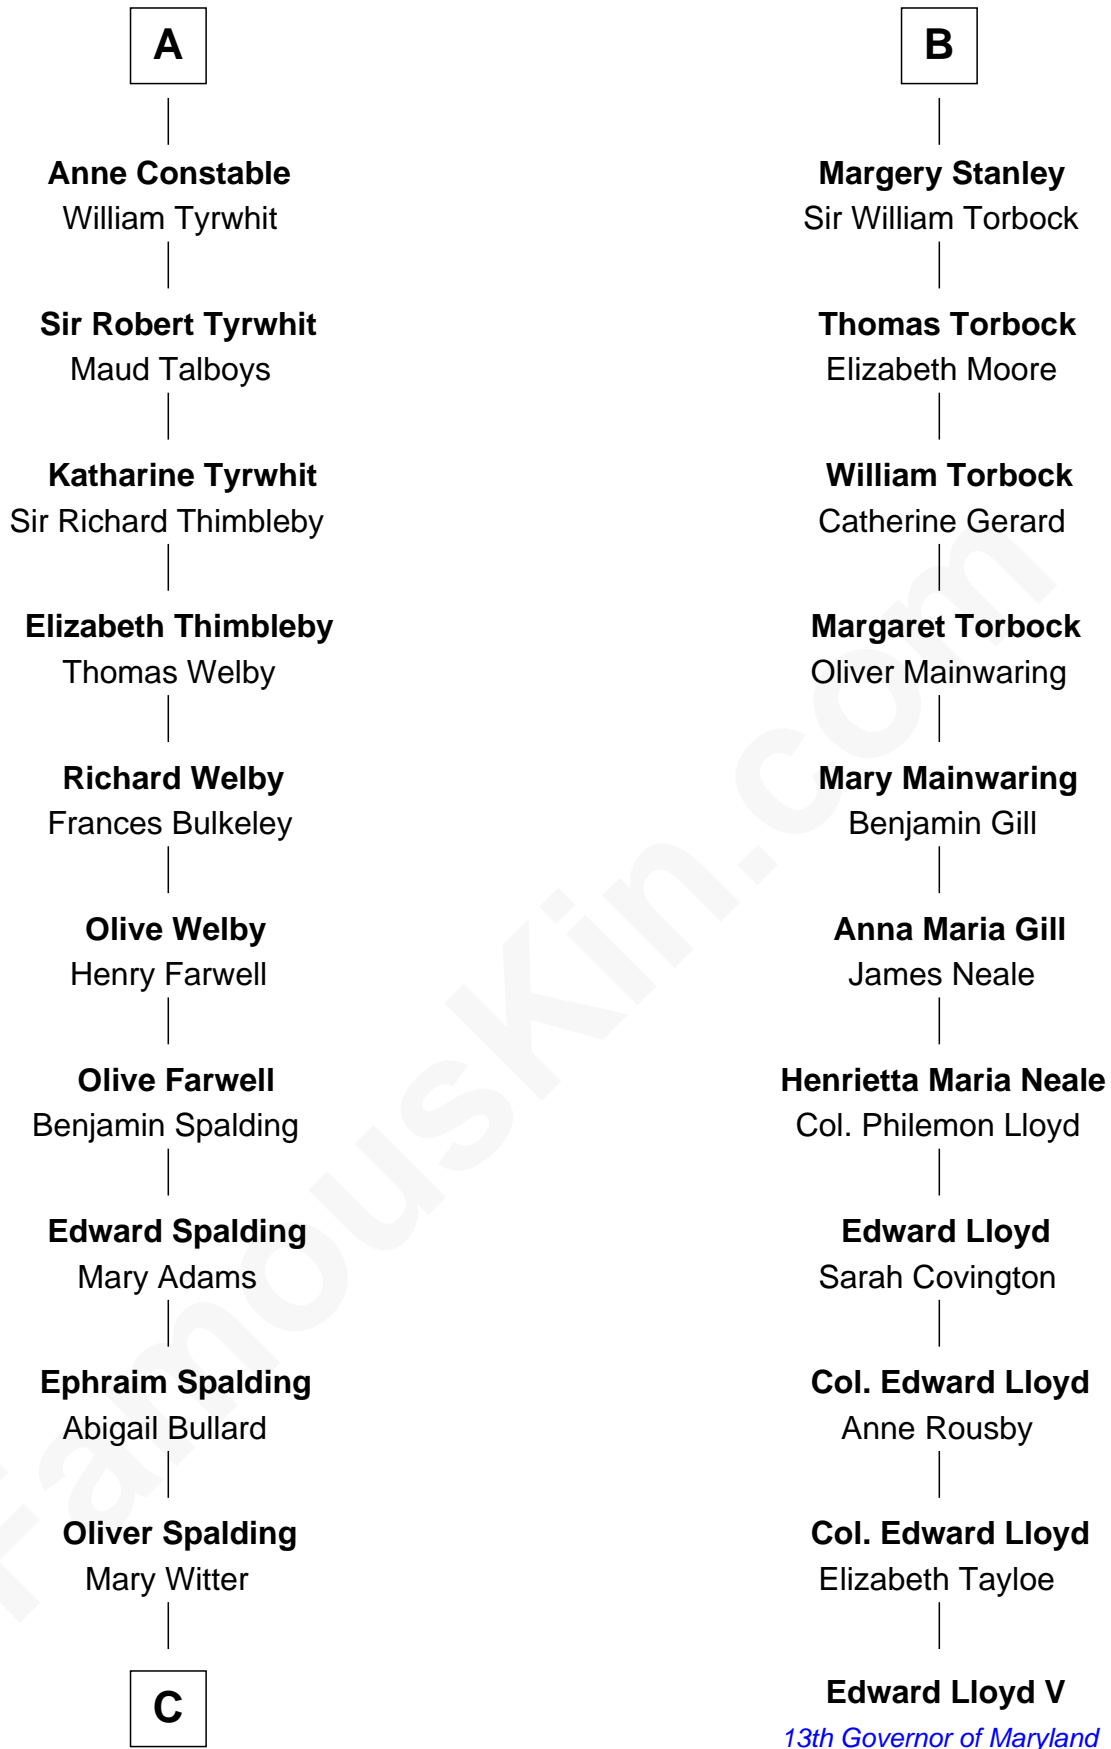 A
Anne Constable
William Tyrwhit
Sir Robert Tyrwhit
Maud Talboys
Katharine Tyrwhit
Sir Richard Thimbleby
Elizabeth Thimbleby
Thomas Welby
Richard Welby
Frances Bulkeley
Olive Welby
Henry Farwell
Olive Farwell
Benjamin Spalding
Edward Spalding
Mary Adams
Ephraim Spalding
Abigail Bullard
Oliver Spalding
Mary Witter
C
B
Margery Stanley
Sir William Torbock
Thomas Torbock
Elizabeth Moore
William Torbock
Catherine Gerard
Margaret Torbock
Oliver Mainwaring
Mary Mainwaring
Benjamin Gill
Anna Maria Gill
James Neale
Henrietta Maria Neale
Col. Philemon Lloyd
Edward Lloyd
Sarah Covington
Col. Edward Lloyd
Anne Rousby
Col. Edward Lloyd
Elizabeth Tayloe
Edward Lloyd V
13th Governor of Maryland
FamousKin.com